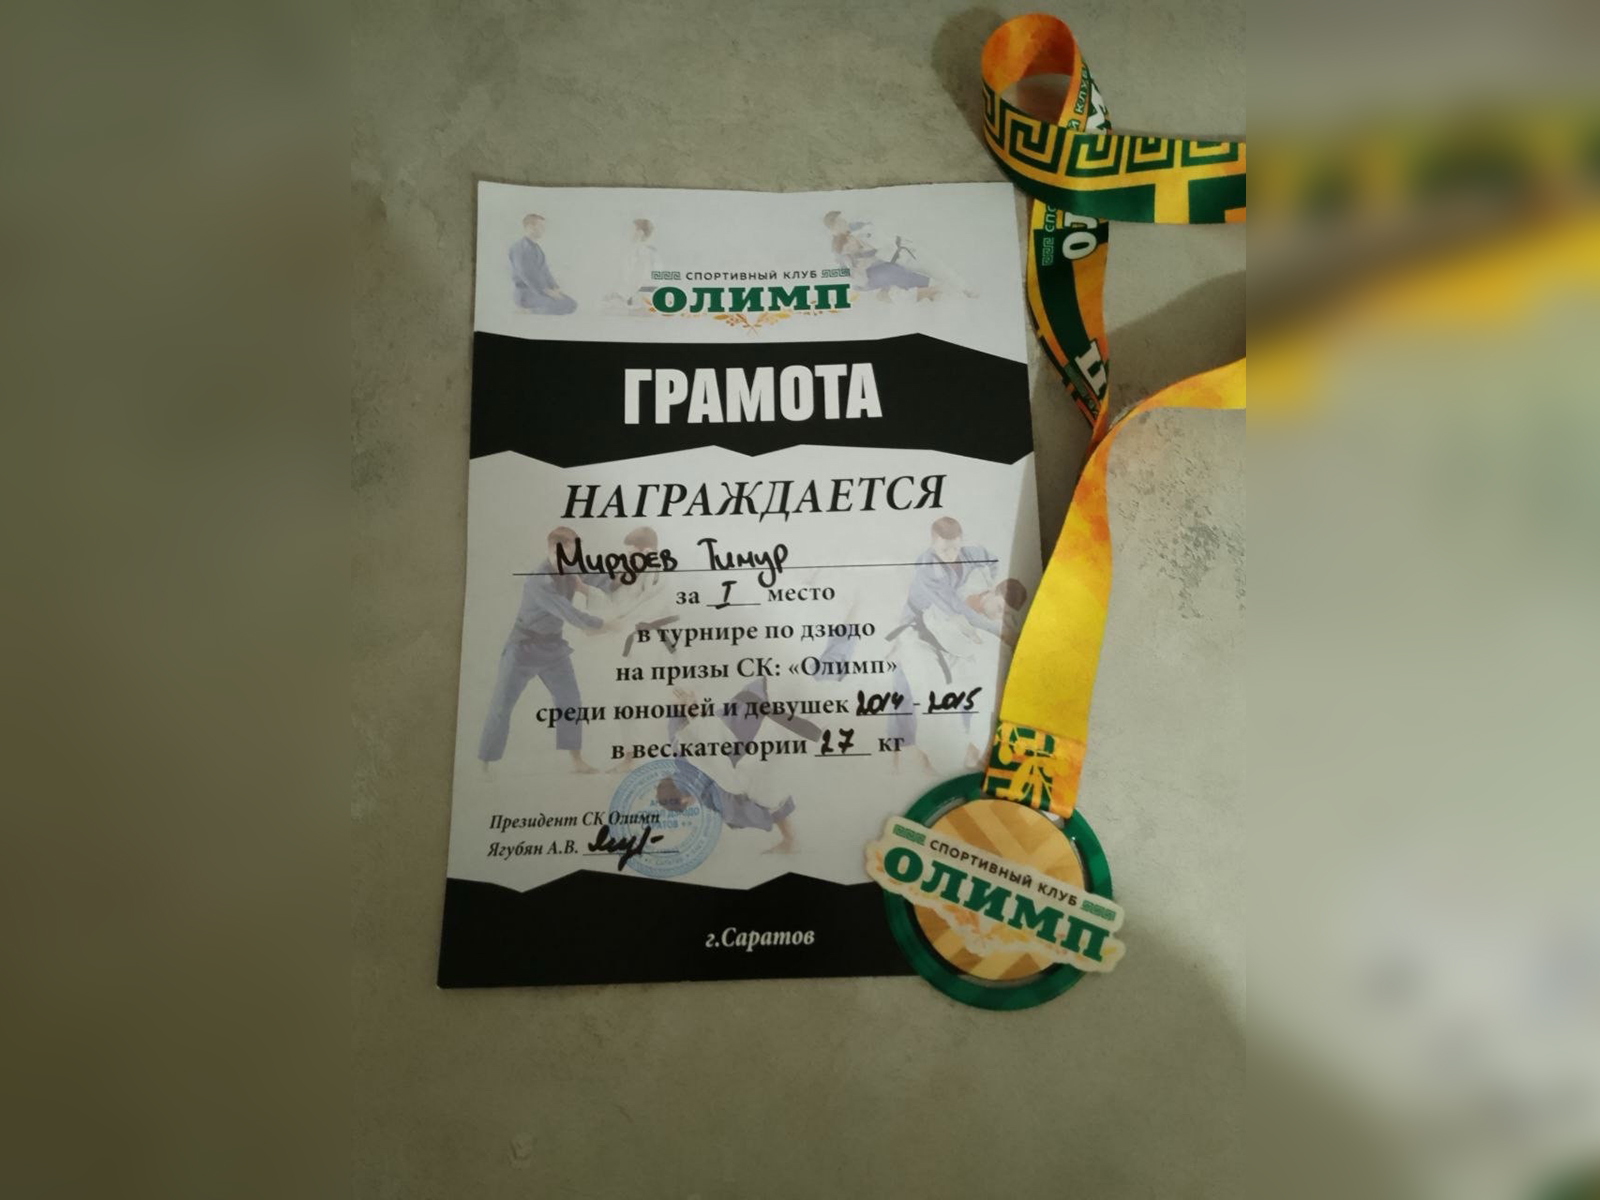 СПОРТИВНЫЙ КЛУБ
ОЛИМП
ГРАМОТА
НАГРАЖДАЕТСЯ
Мирзоев Тимур
за I место
в турнире по дзюдо
на призы СК: «Олимп»
среди юношей и девушек 2014 - 2015
в вес.категории 27 кг
Президент СК Олимп
Ягубян А.В.
г.Саратов
СПОРТИВНЫЙ КЛУБ
ОЛИМП